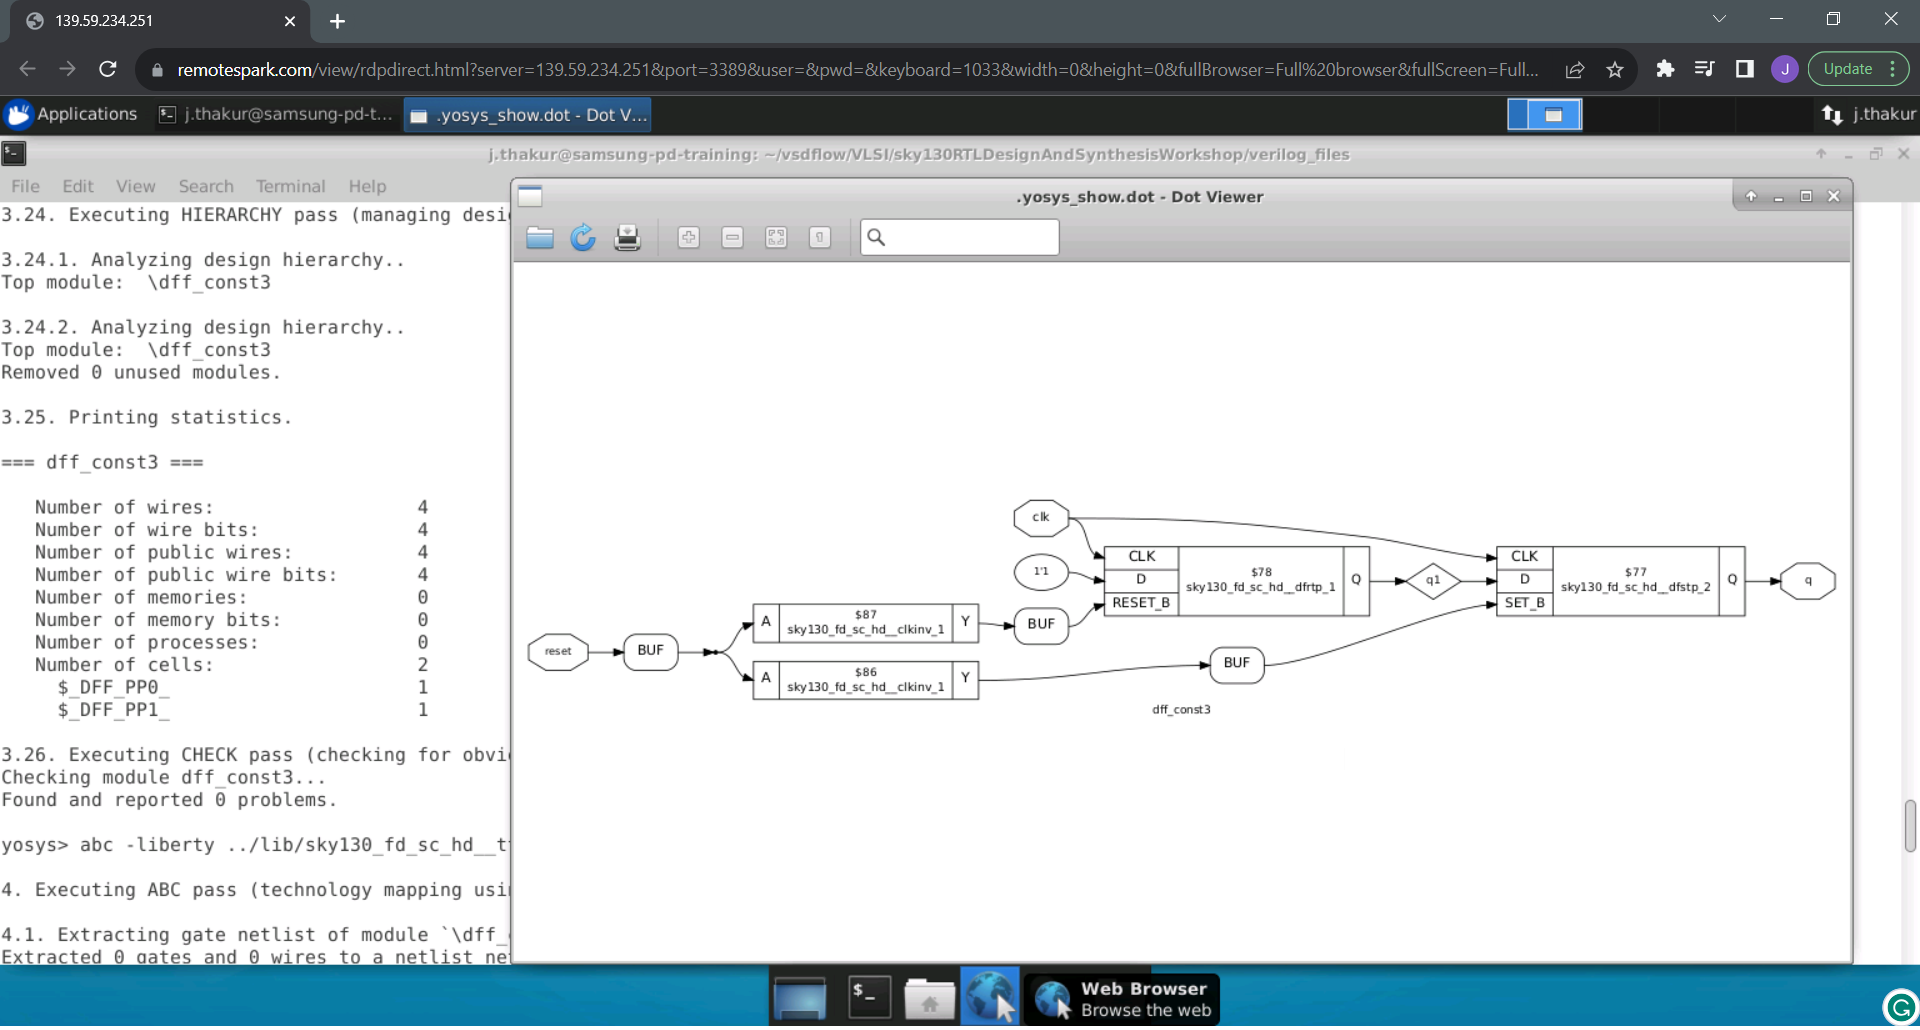 139.59.234.251
remotespark.com/view/rdpdirect.html?server=139.59.234.251&port=3389&user=&pwd=&keyboard=1033&width=0&height=0&fullBrowser=Full%20browser&fullScreen=Full...
J
Update
Applications
j.thakur@samsung-pd-t...
.yosys_show.dot - Dot V...
j.thakur
j.thakur@samsung-pd-training: ~/vsdflow/VLSI/sky130RTLDesignAndSynthesisWorkshop/verilog_files
File Edit View Search Terminal Help
3.24. Executing HIERARCHY pass (managing desi
3.24.1. Analyzing design hierarchy..
Top module:  \dff_const3
3.24.2. Analyzing design hierarchy..
Top module:  \dff_const3
Removed 0 unused modules.
3.25. Printing statistics.
=== dff_const3 ===
Number of wires: 4
Number of wire bits: 4
Number of public wires: 4
Number of public wire bits: 4
Number of memories: 0
Number of memory bits: 0
Number of processes: 0
Number of cells: 2
$_DFF_PP0_ 1
$_DFF_PP1_ 1
3.26. Executing CHECK pass (checking for obvi
Checking module dff_const3...
Found and reported 0 problems.
yosys> abc -liberty ../lib/sky130_fd_sc_hd__t
4. Executing ABC pass (technology mapping usi
4.1. Extracting gate netlist of module `\dff_
Extracted 0 gates and 0 wires to a netlist ne
.yosys_show.dot - Dot Viewer
clk
1'1
BUF
reset
BUF
A
$87
sky130_fd_sc_hd__clkinv_1
Y
A
$86
sky130_fd_sc_hd__clkinv_1
Y
CLK
D
RESET_B
$78
sky130_fd_sc_hd__dfrtp_1
Q
q1
BUF
CLK
D
SET_B
$77
sky130_fd_sc_hd__dfstp_2
Q
q
dff_const3
$_
Web Browser
Browse the web